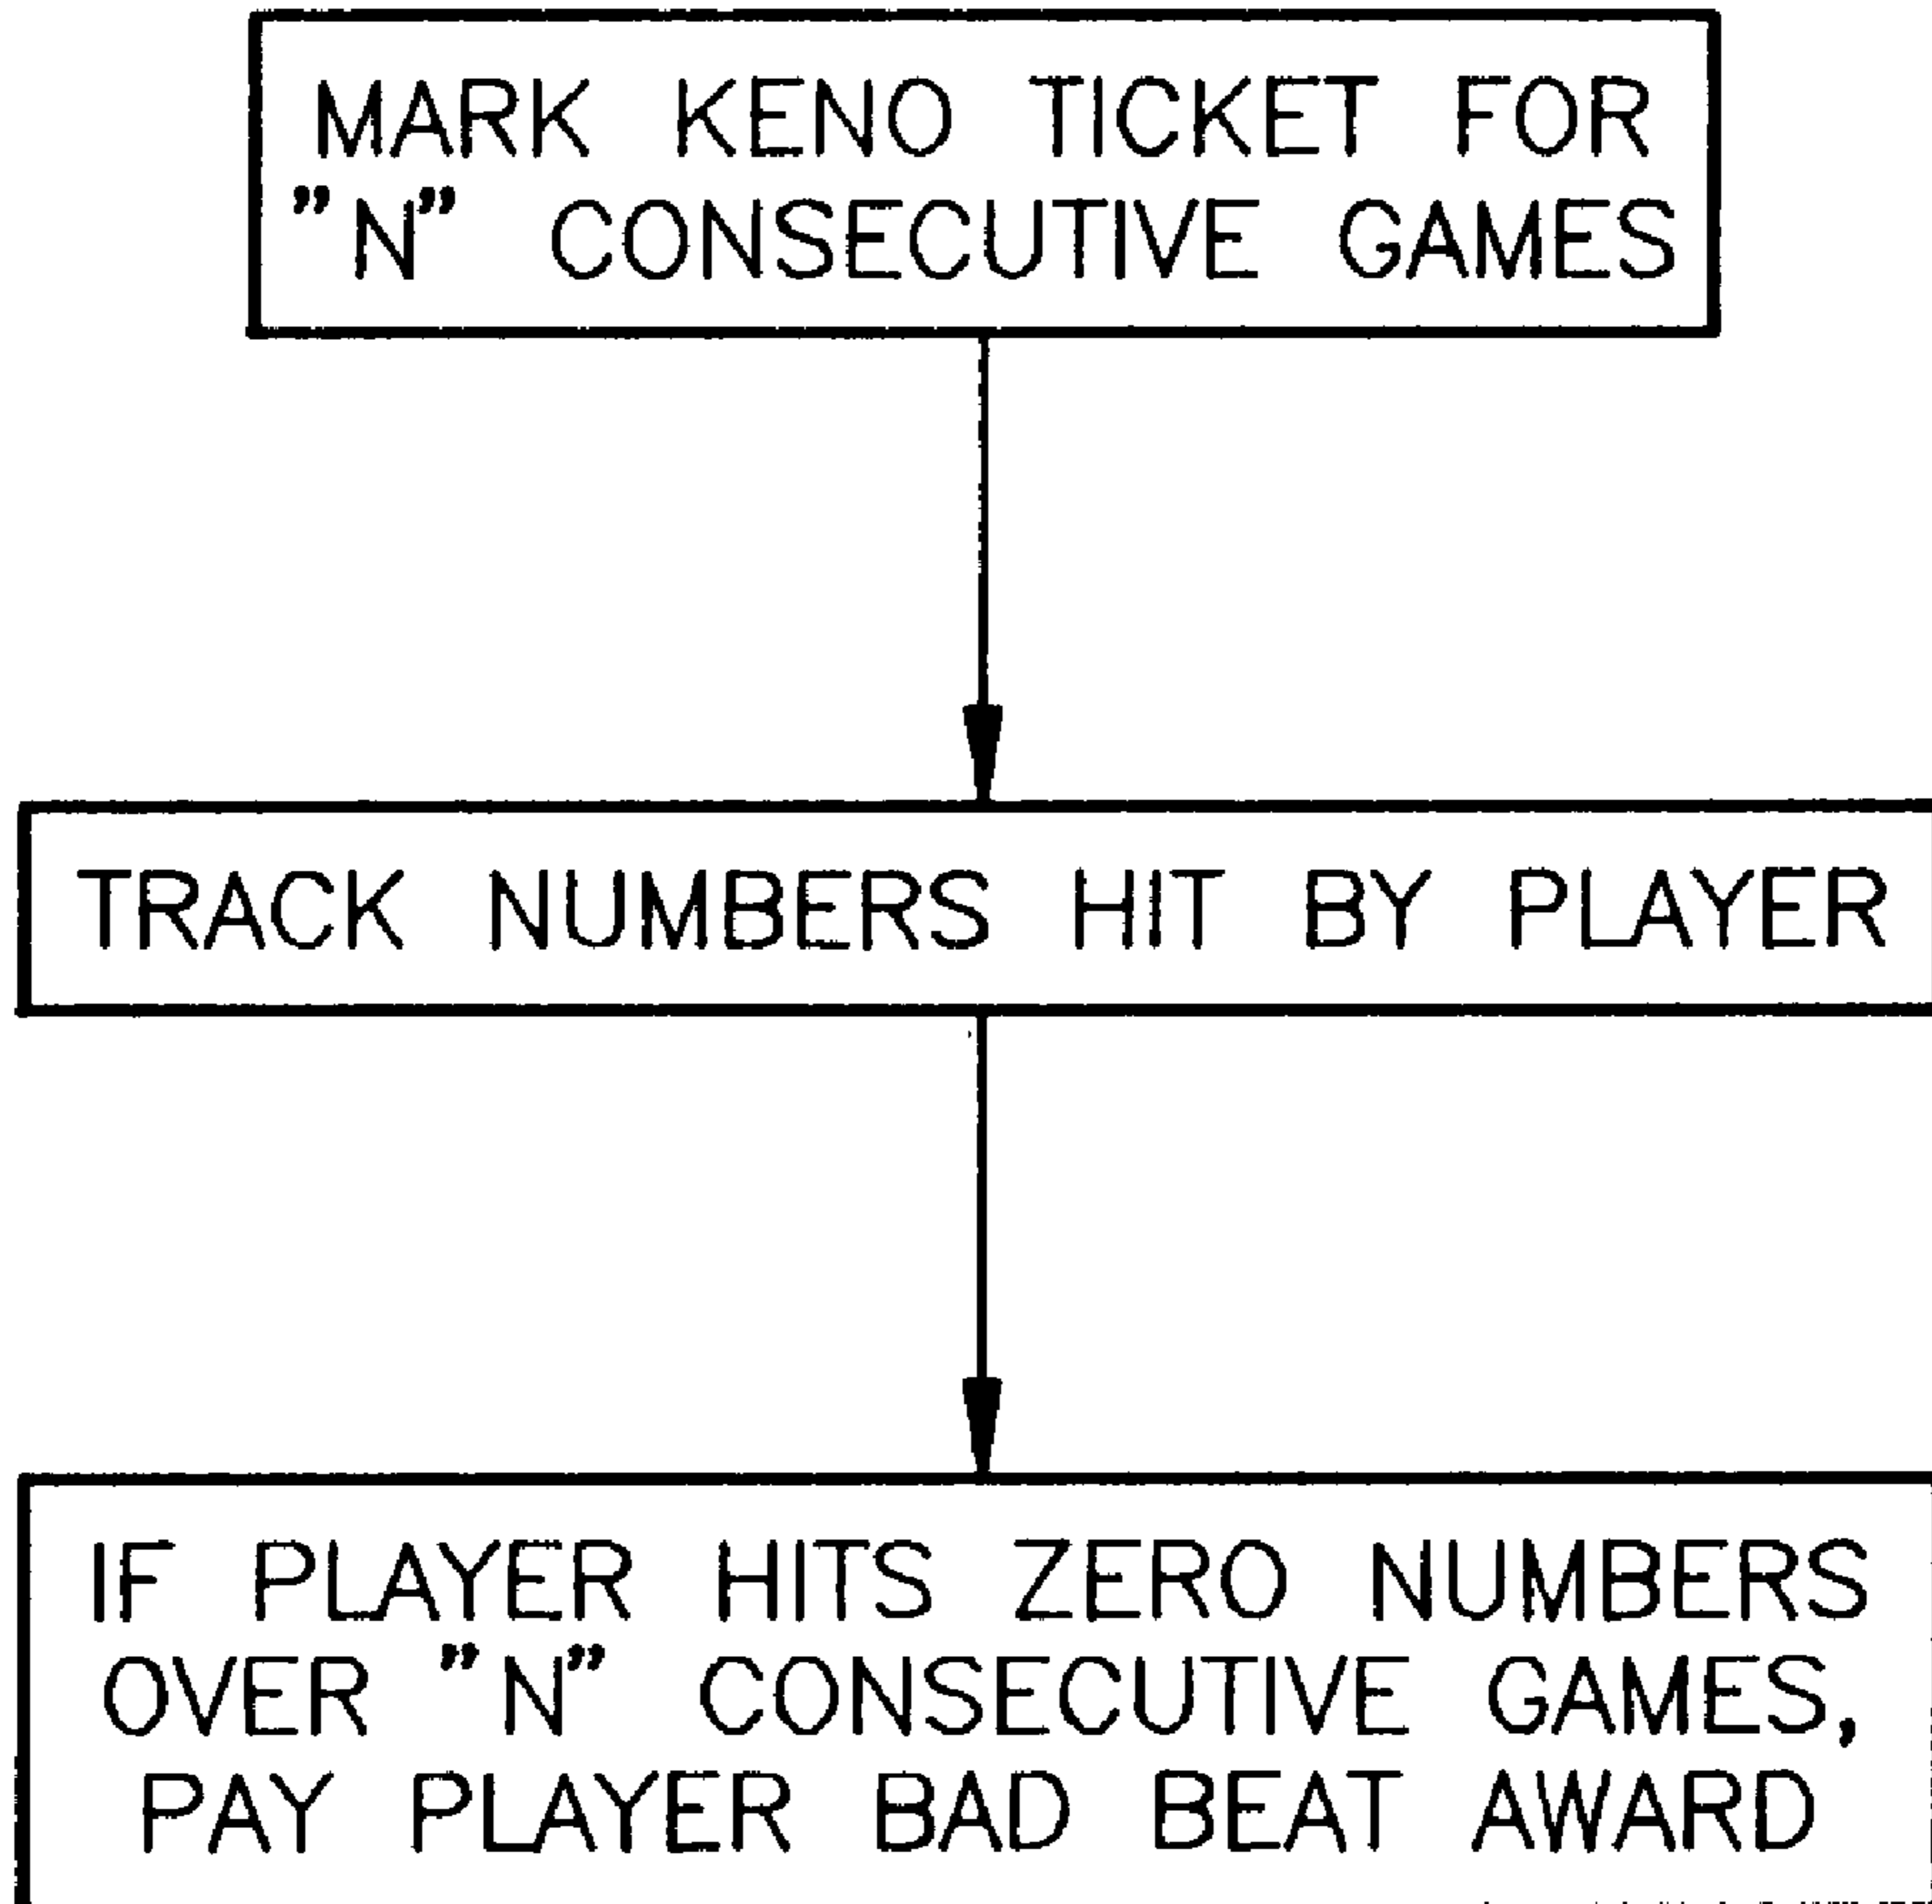 MARK KENO TICKET FOR
"N" CONSECUTIVE GAMES
TRACK NUMBERS HIT BY PLAYER
IF PLAYER HITS ZERO NUMBERS
OVER "N" CONSECUTIVE GAMES,
PAY PLAYER BAD BEAT AWARD